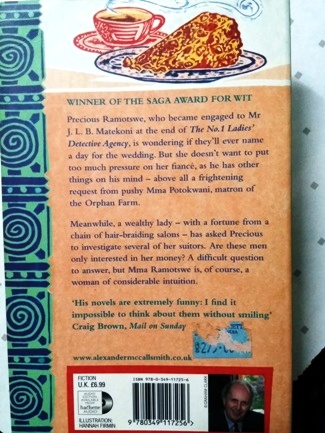 WINNER OF THE SAGA AWARD FOR WIT
Precious Ramotswe, who became engaged to Mr
J. L. B. Matekoni at the end of The No.1 Ladies'
Detective Agency, is wondering if they'll ever name
a day for the wedding. But she doesn't want to put
too much pressure on her fiancé, as he has other
things on his mind – above all a frightening
request from pushy Mma Potokwani, matron of
the Orphan Farm.
Meanwhile, a wealthy lady – with a fortune from a
chain of hair-braiding salons – has asked Precious
to investigate several of her suitors. Are these men
only interested in her money? A difficult question
to answer, but Mma Ramotswe is, of course, a
woman of considerable intuition.
'His novels are extremely funny: I find it
impossible to think about them without smiling'
Craig Brown, Mail on Sunday
www.alexandermccallsmith.co.uk
FICTION
U.K. £6.99
AUDIO
EDITION
AVAILABLE
FROM
hachette
AUDIO
ILLUSTRATION:
HANNAH FIRMIN
ISBN 978-0-349-11725-6
9 780349 117256 >